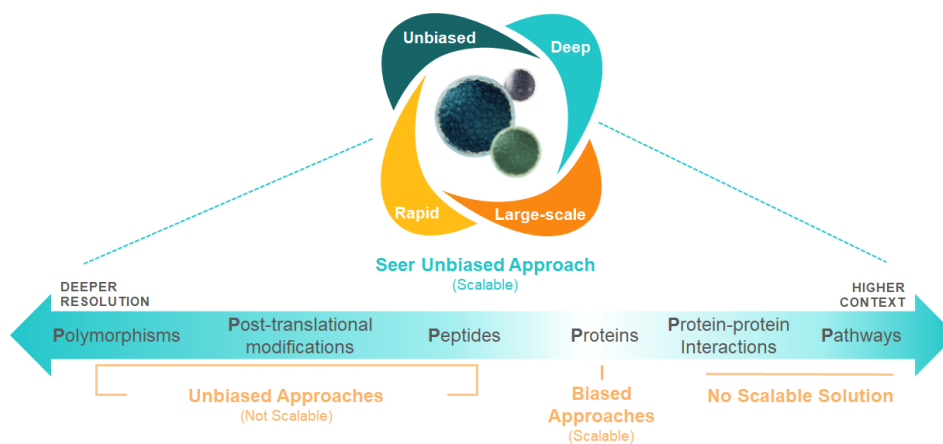 Unbiased
Deep
Rapid
Large-scale
Seer Unbiased Approach
(Scalable)
DEEPER
RESOLUTION
HIGHER
CONTEXT
Polymorphisms
Post-translational
modifications
Peptides
Proteins
Protein-protein
Interactions
Pathways
Unbiased Approaches
(Not Scalable)
Biased
Approaches
(Scalable)
No Scalable Solution